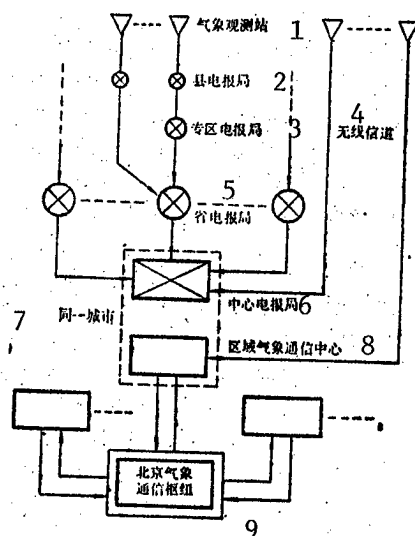 气象观测站 1
县电报局 2
专区电报局 3
4
无线信道
5
省电报局
中心电报局 6
7 同一城市
区域气象通信中心 8
北京气象
通信枢纽
9